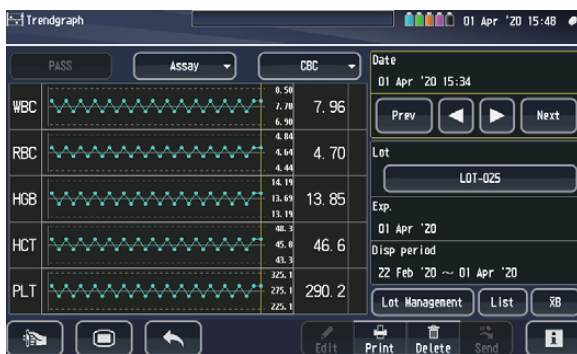 Trendgraph
01 Apr '20 15:48
PASS Assay CBC
Date
01 Apr '20 15:34
Prev Next
WBC 8.50 7.70 6.90 7.96
RBC 4.84 4.64 4.44 4.70
Lot
LOT-025
HGB 14.19 13.69 13.19 13.85
Exp.
01 Apr '20
HCT 48.3 45.8 43.3 46.6
Disp period
22 Feb '20 ~ 01 Apr '20
PLT 325.1 275.1 225.1 290.2
Lot Management List X̄B
Edit Print Delete Send